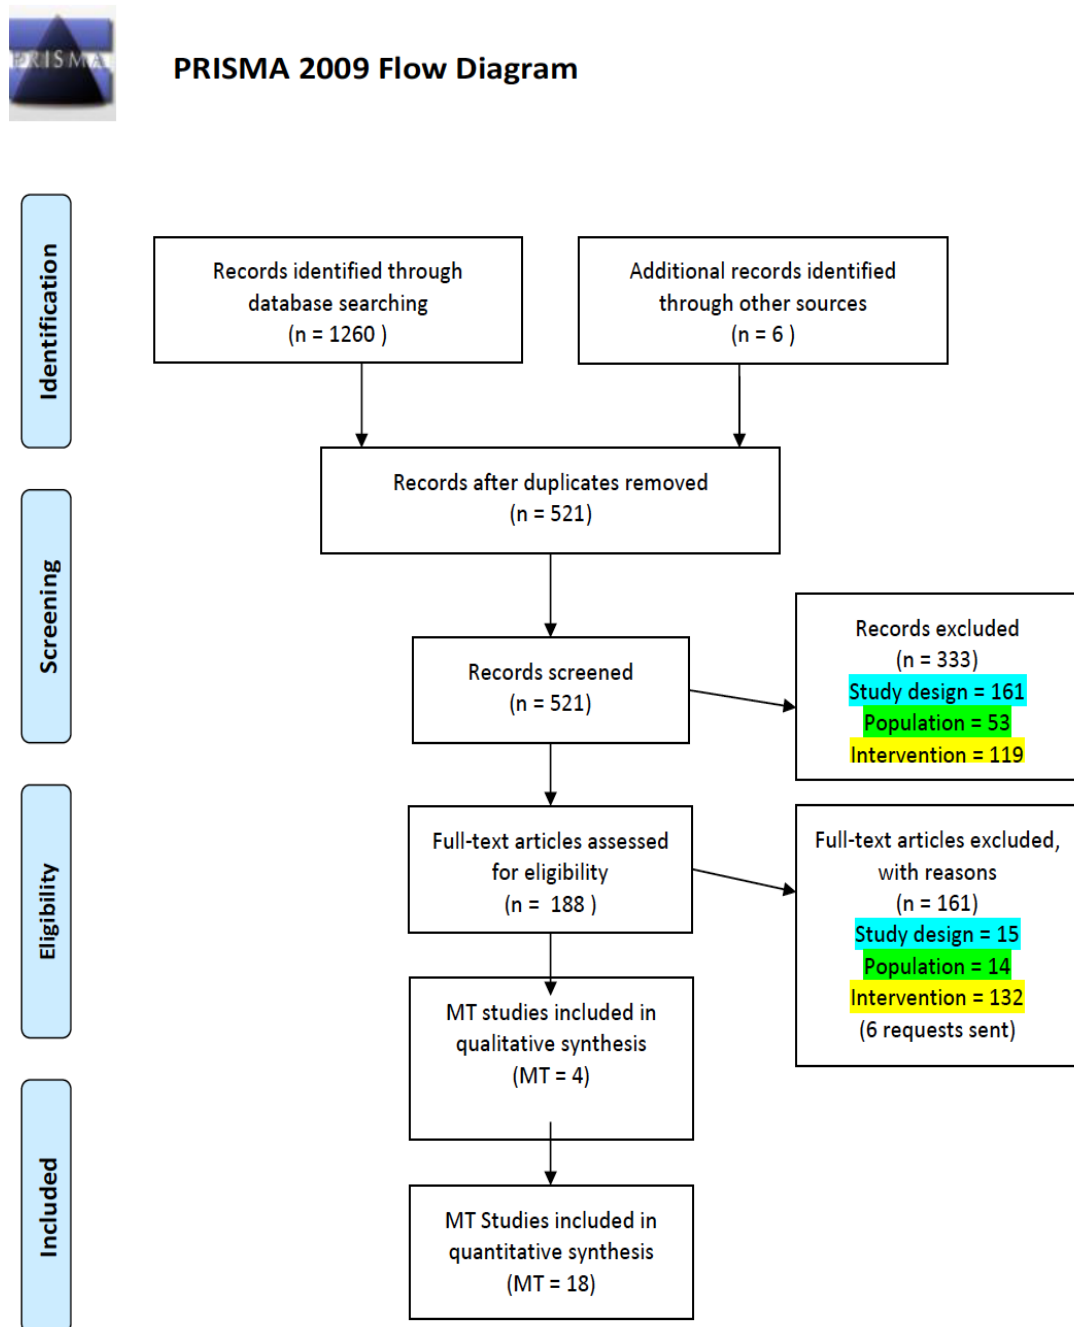 PRISMA
PRISMA 2009 Flow Diagram
Identification
Records identified through
database searching
(n = 1260 )
Additional records identified
through other sources
(n = 6 )
Records after duplicates removed
(n = 521)
Screening
Records screened
(n = 521)
Records excluded
(n = 333)
Study design = 161
Population = 53
Intervention = 119
Eligibility
Full-text articles assessed
for eligibility
(n = 188 )
Full-text articles excluded,
with reasons
(n = 161)
Study design = 15
Population = 14
Intervention = 132
(6 requests sent)
MT studies included in
qualitative synthesis
(MT = 4)
Included
MT Studies included in
quantitative synthesis
(MT = 18)